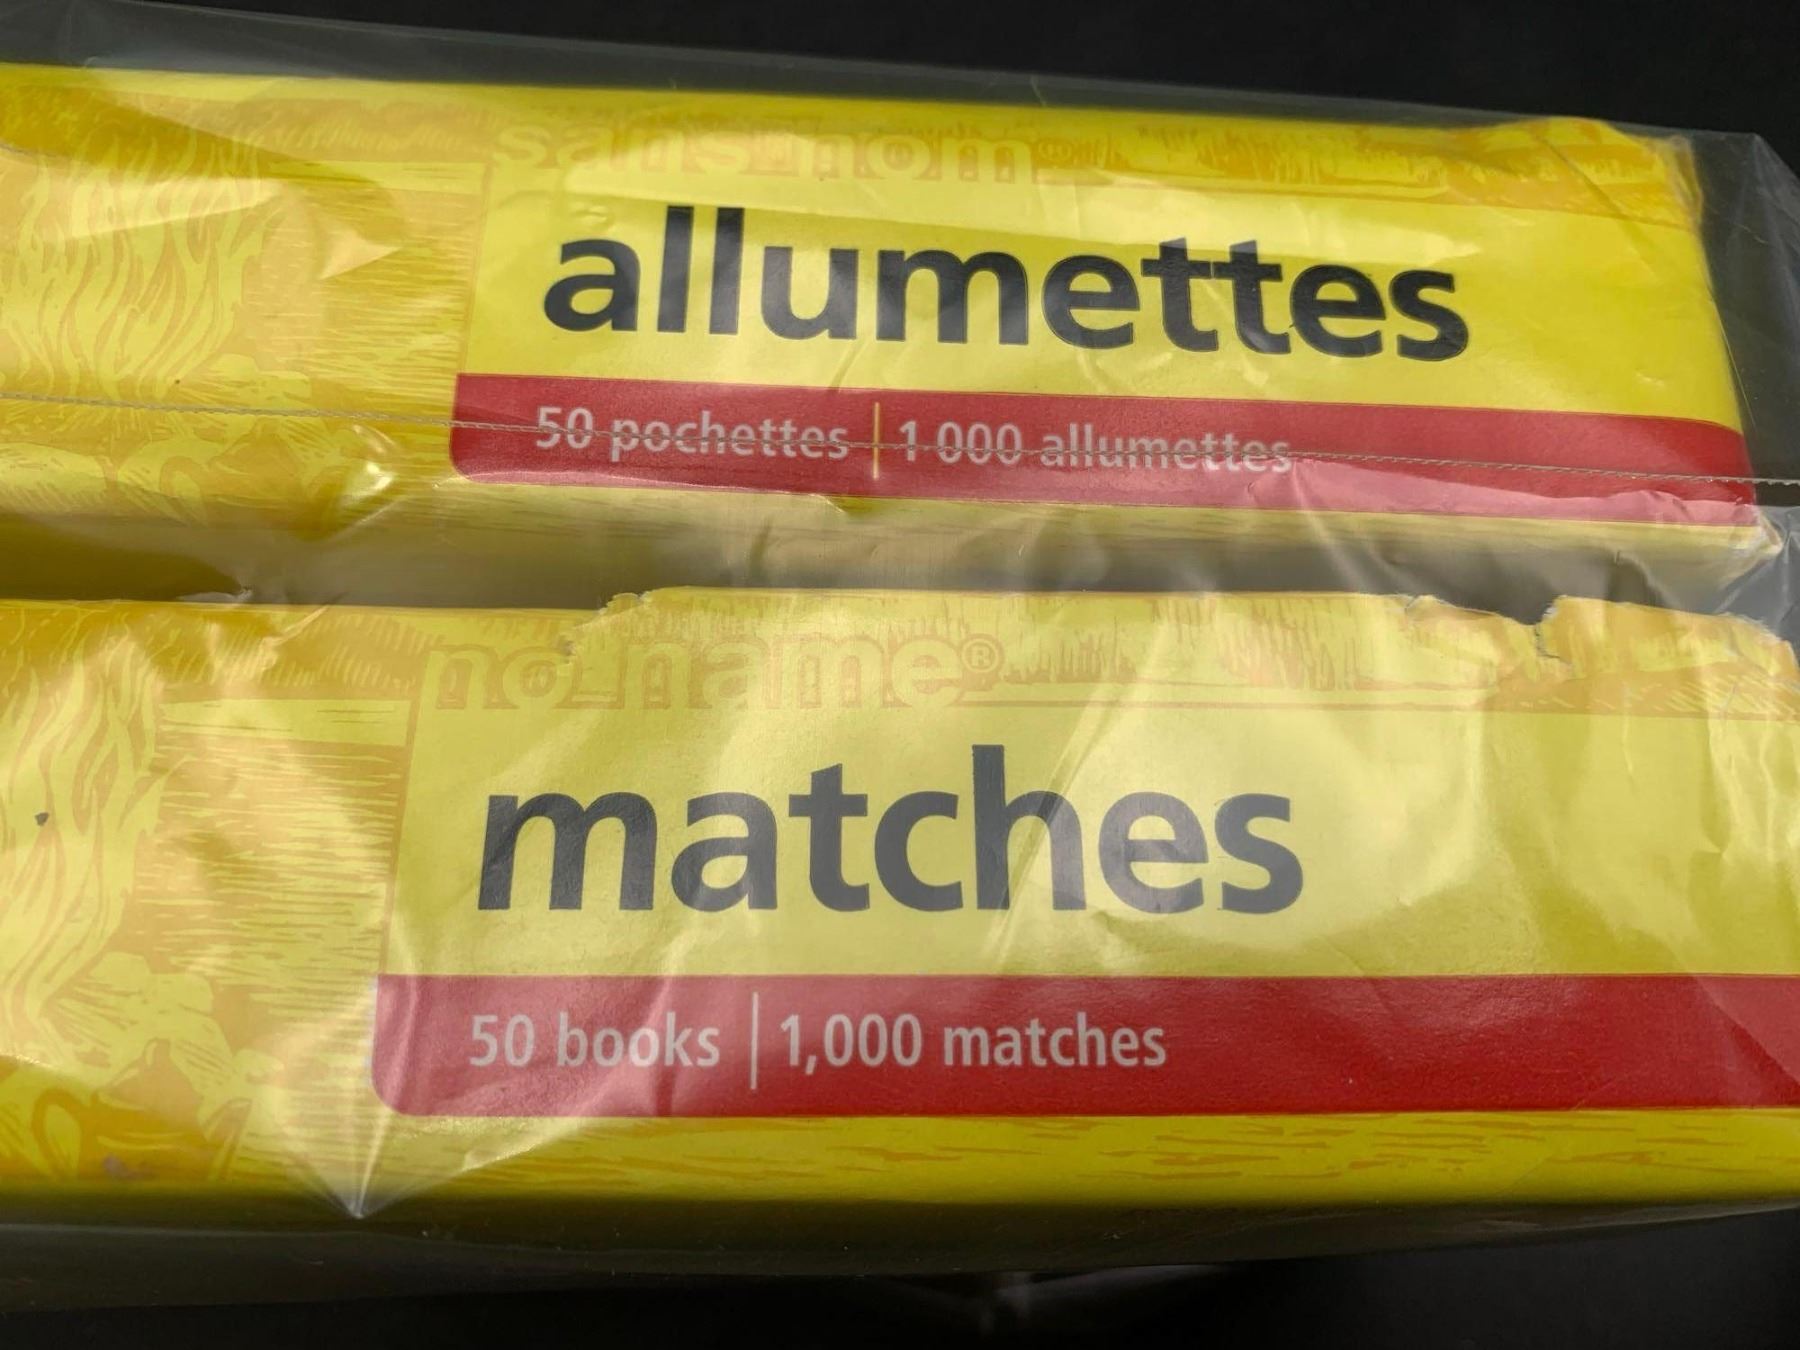 sans nom®
allumettes
50 pochettes | 1 000 allumettes
no name®
matches
50 books | 1,000 matches